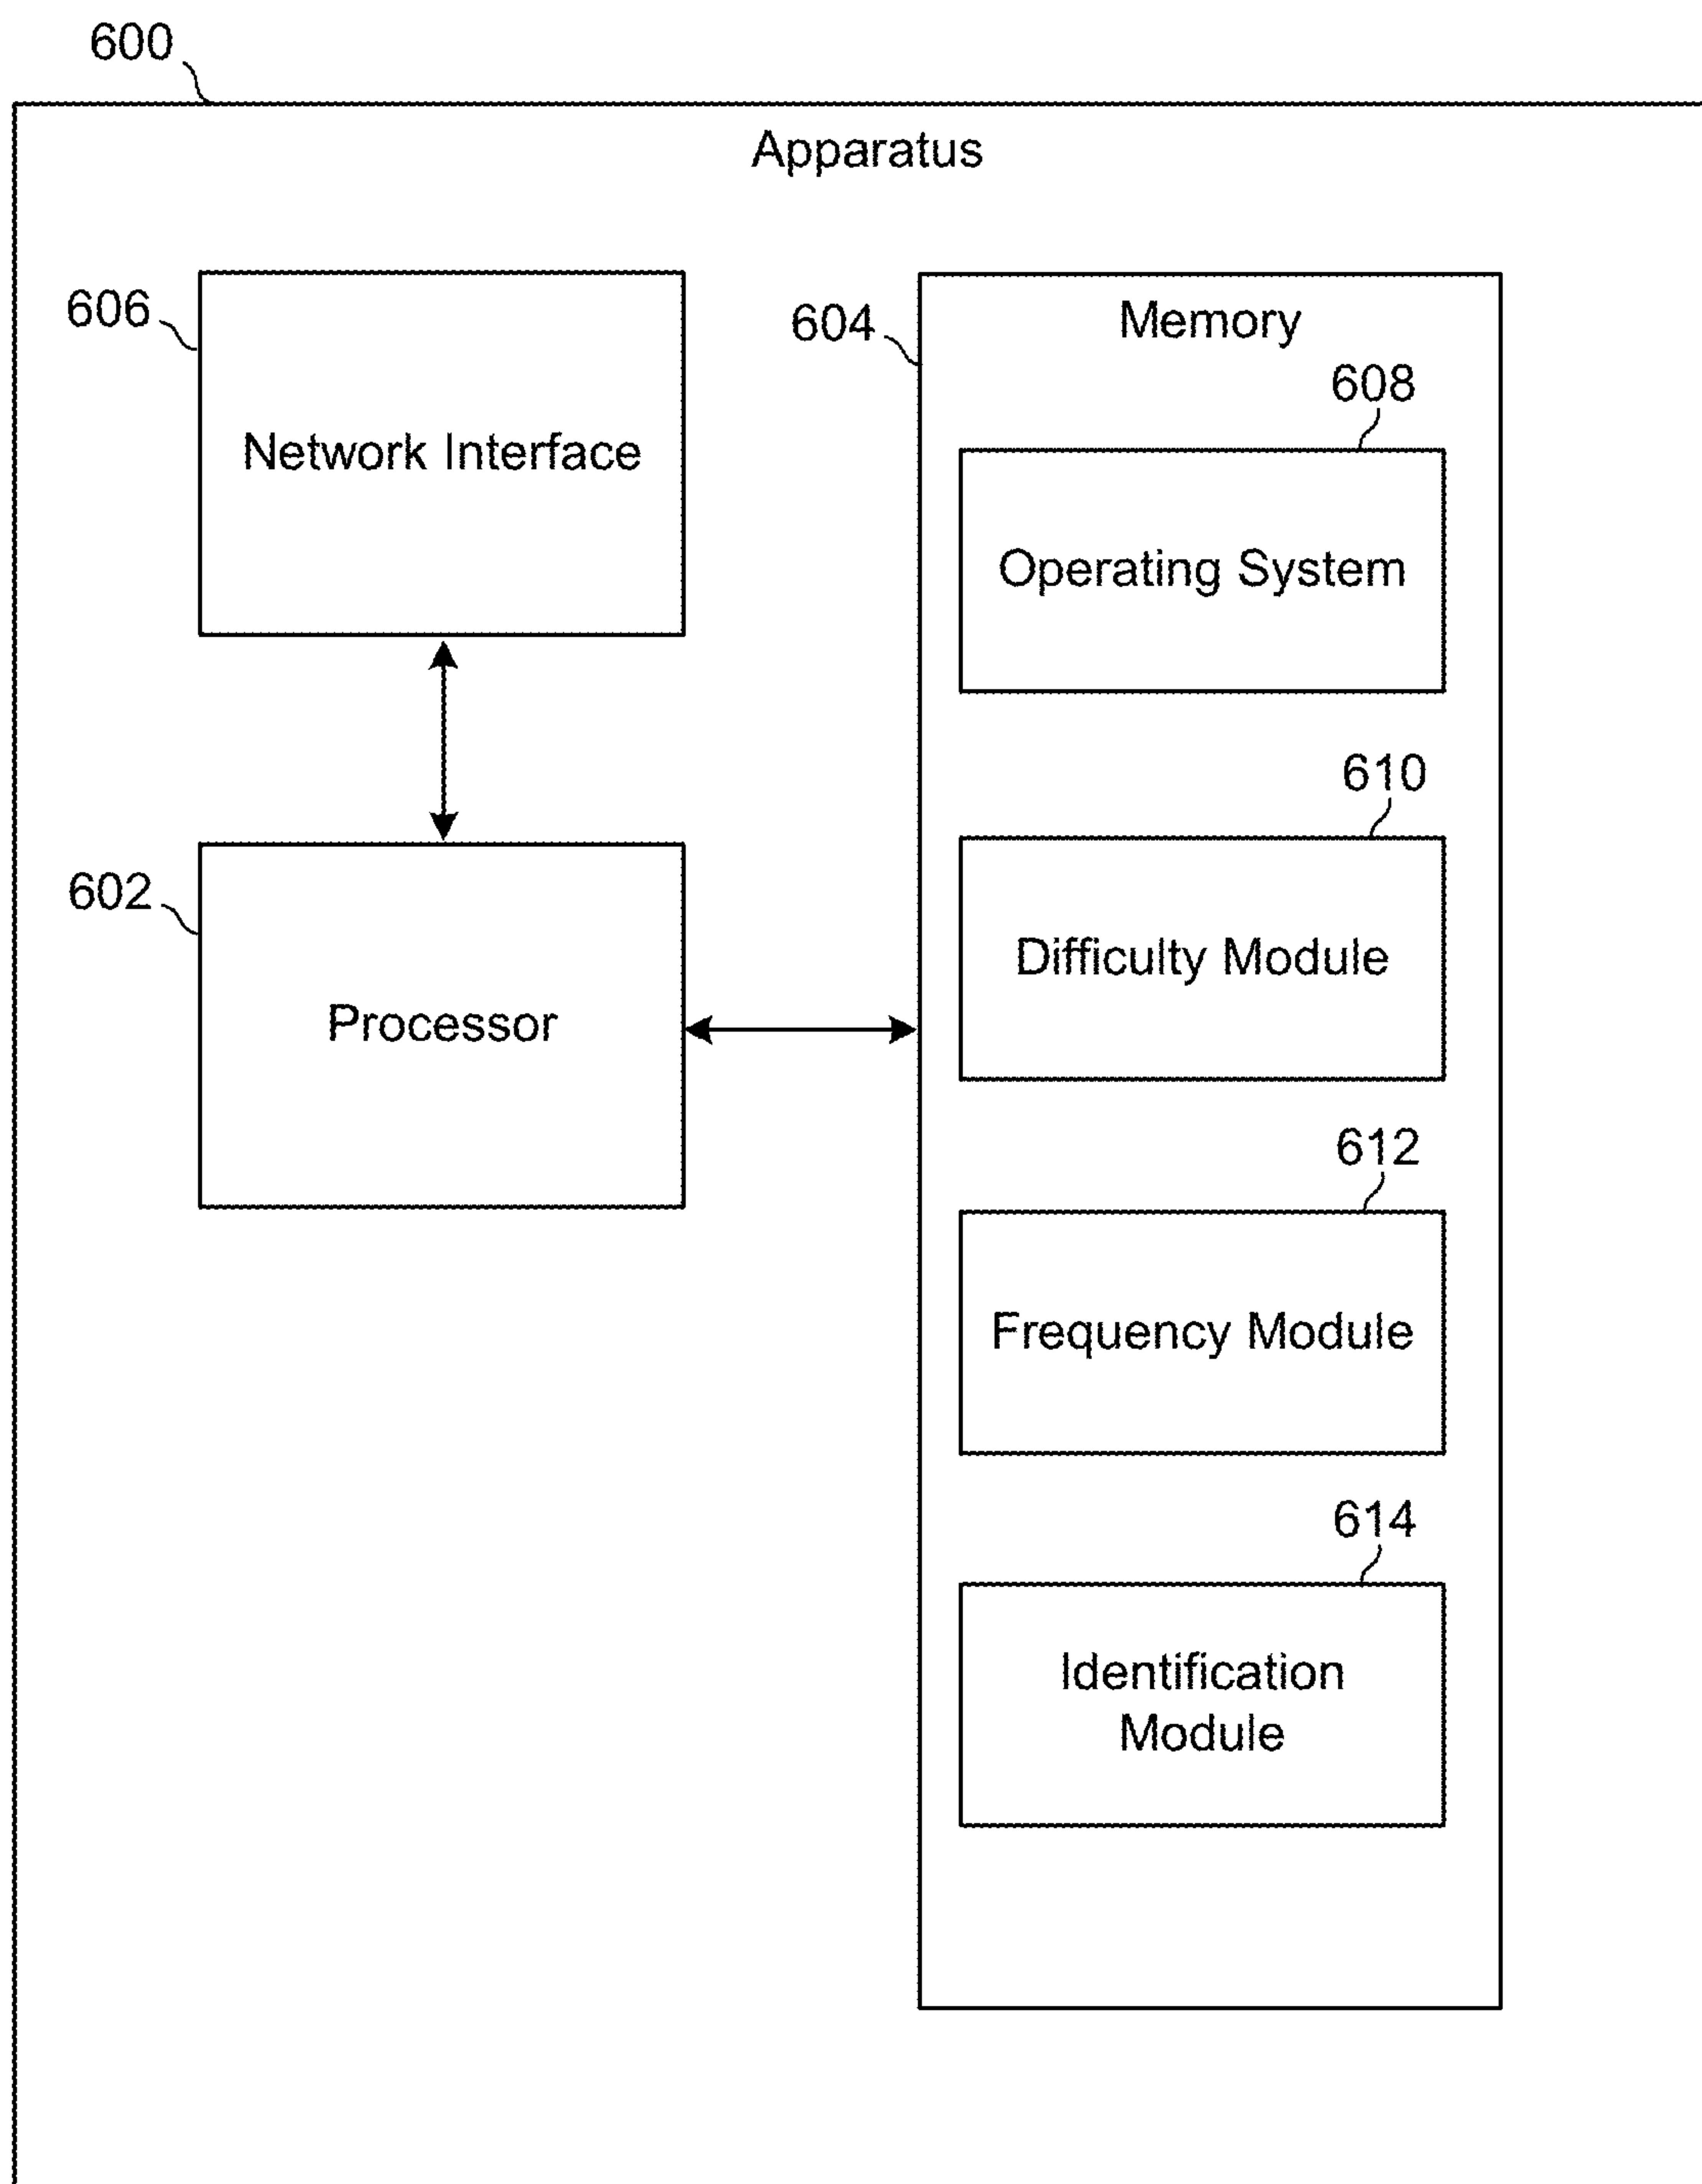 600
Apparatus
606
Network Interface
604
Memory
608
Operating System
610
602
Processor
Difficulty Module
612
Frequency Module
614
Identification
Module